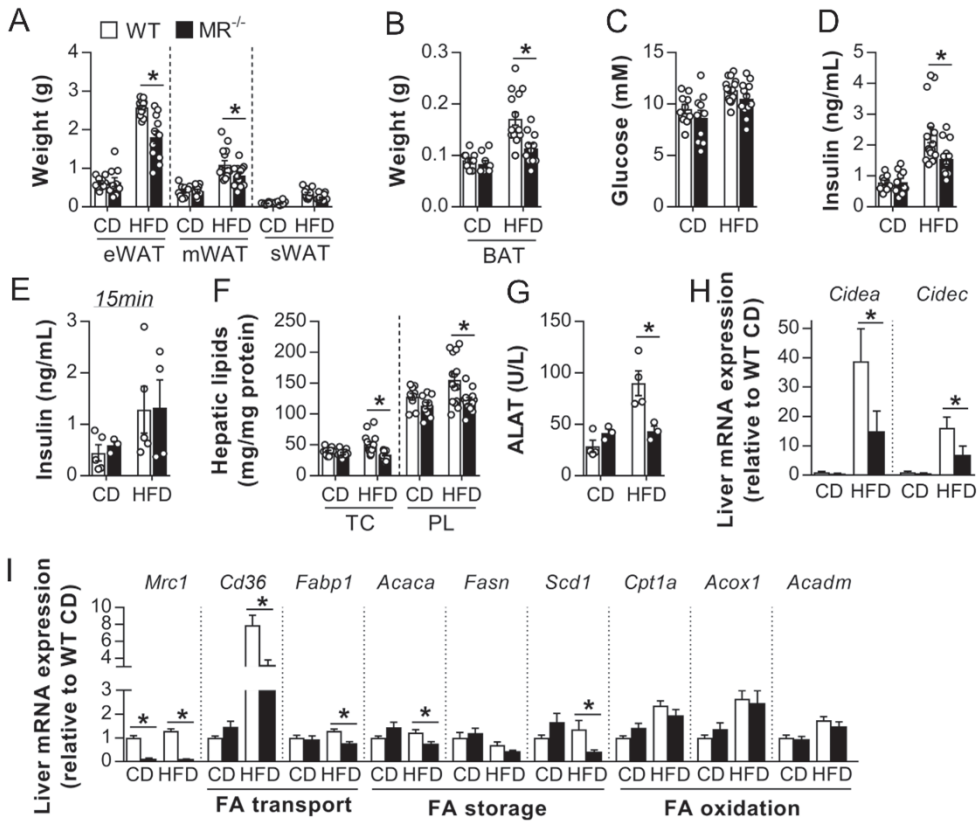 A
WT MR-/-
Weight (g)
4
3
2
1
0
*
*
CD HFD CD HFD CD HFD
eWAT mWAT sWAT
B
Weight (g)
0.3
0.2
0.1
0.0
*
CD HFD
BAT
C
Glucose (mM)
15
10
5
0
CD HFD
D
Insulin (ng/mL)
5
4
3
2
1
0
*
CD HFD
E
15min
Insulin (ng/mL)
3
2
1
0
CD HFD
F
Hepatic lipids
(mg/mg protein)
250
200
150
100
50
0
*
*
CD HFD CD HFD
TC PL
G
ALAT (U/L)
150
100
50
0
*
CD HFD
H
Liver mRNA expression
(relative to WT CD)
Cidea Cidec
50
40
30
20
10
0
*
*
CD HFD CD HFD
I
Liver mRNA expression
(relative to WT CD)
Mrc1 Cd36 Fabp1 Acaca Fasn Scd1 Cpt1a Acox1 Acadm
10
8
6
4
2
1
0
* * * * * *
CD HFD CD HFD CD HFD CD HFD CD HFD CD HFD CD HFD CD HFD CD HFD
FA transport FA storage FA oxidation